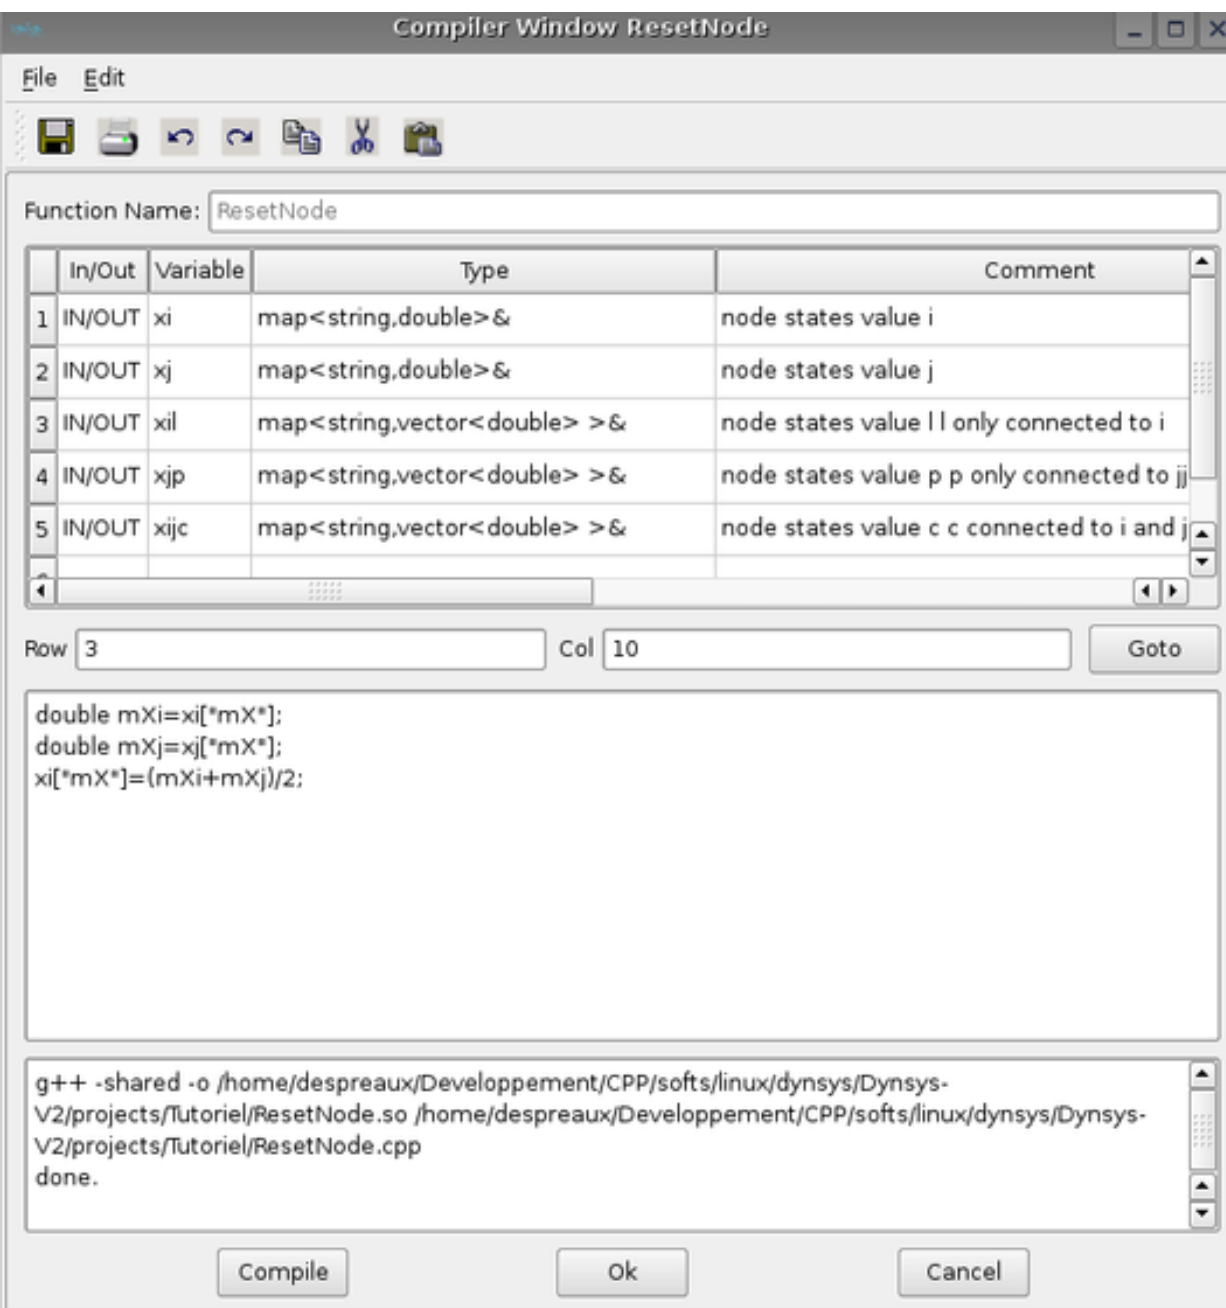 Compiler Window ResetNode
File Edit
Function Name: ResetNode
In/Out Variable Type Comment
1 IN/OUT xi map<string,double>& node states value i
2 IN/OUT xj map<string,double>& node states value j
3 IN/OUT xil map<string,vector<double> >& node states value l l only connected to i
4 IN/OUT xjp map<string,vector<double> >& node states value p p only connected to jj
5 IN/OUT xijc map<string,vector<double> >& node states value c c connected to i and j
Row 3 Col 10 Goto
double mXi=xi["mX"];
double mXj=xj["mX"];
xi["mX"]=(mXi+mXj)/2;
g++ -shared -o /home/despreaux/Developpement/CPP/softs/linux/dynsys/Dynsys-
V2/projects/Tutoriel/ResetNode.so /home/despreaux/Developpement/CPP/softs/linux/dynsys/Dynsys-
V2/projects/Tutoriel/ResetNode.cpp
done.
Compile Ok Cancel